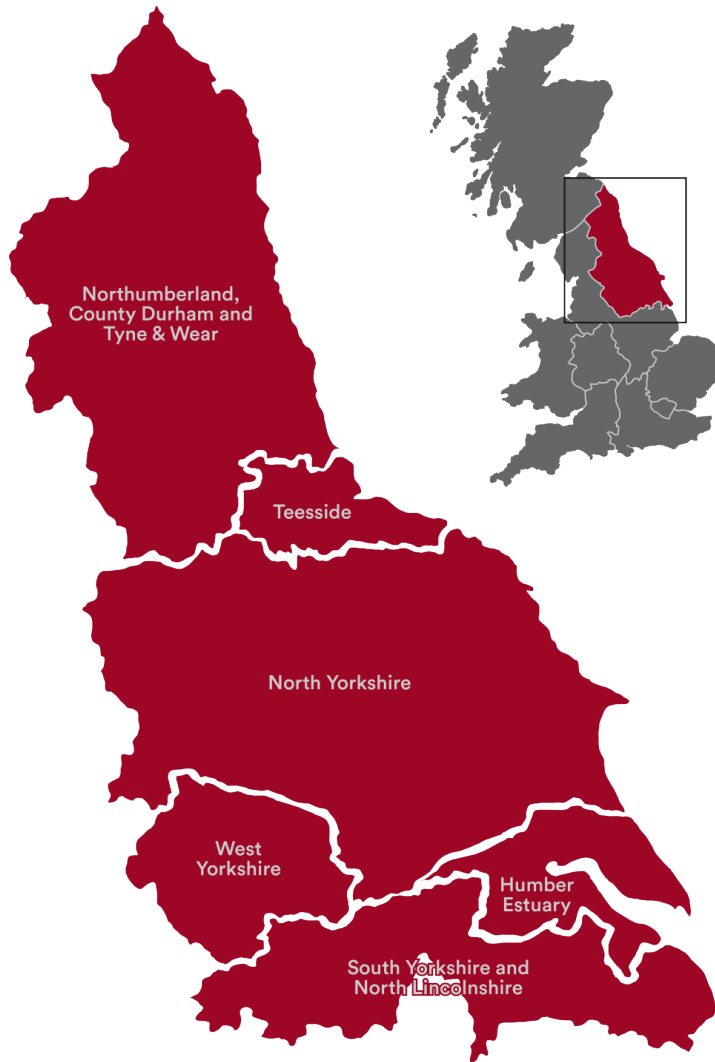 Northumberland,
County Durham and
Tyne & Wear
Teesside
North Yorkshire
West
Yorkshire
Humber
Estuary
South Yorkshire and
North Lincolnshire